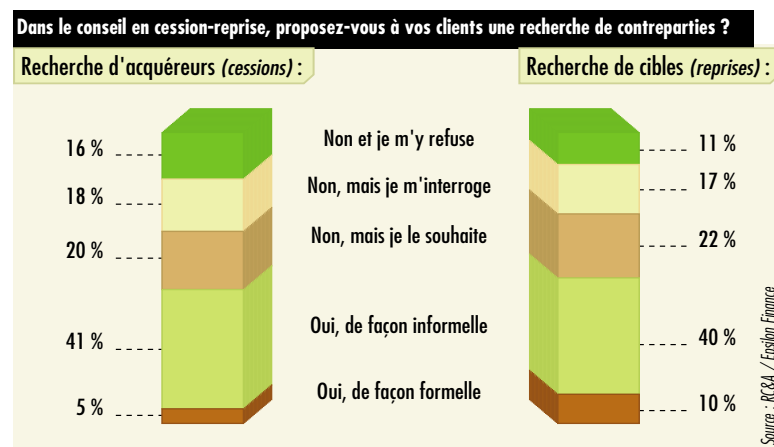 Dans le conseil en cession-reprise, proposez-vous à vos clients une recherche de contreparties ?
Recherche d'acquéreurs (cessions) :
Recherche de cibles (reprises) :
16 %
Non et je m'y refuse
11 %
18 %
Non, mais je m'interroge
17 %
20 %
Non, mais je le souhaite
22 %
41 %
Oui, de façon informelle
40 %
5 %
Oui, de façon formelle
10 %
Source : RC&A / Epsilon Finance